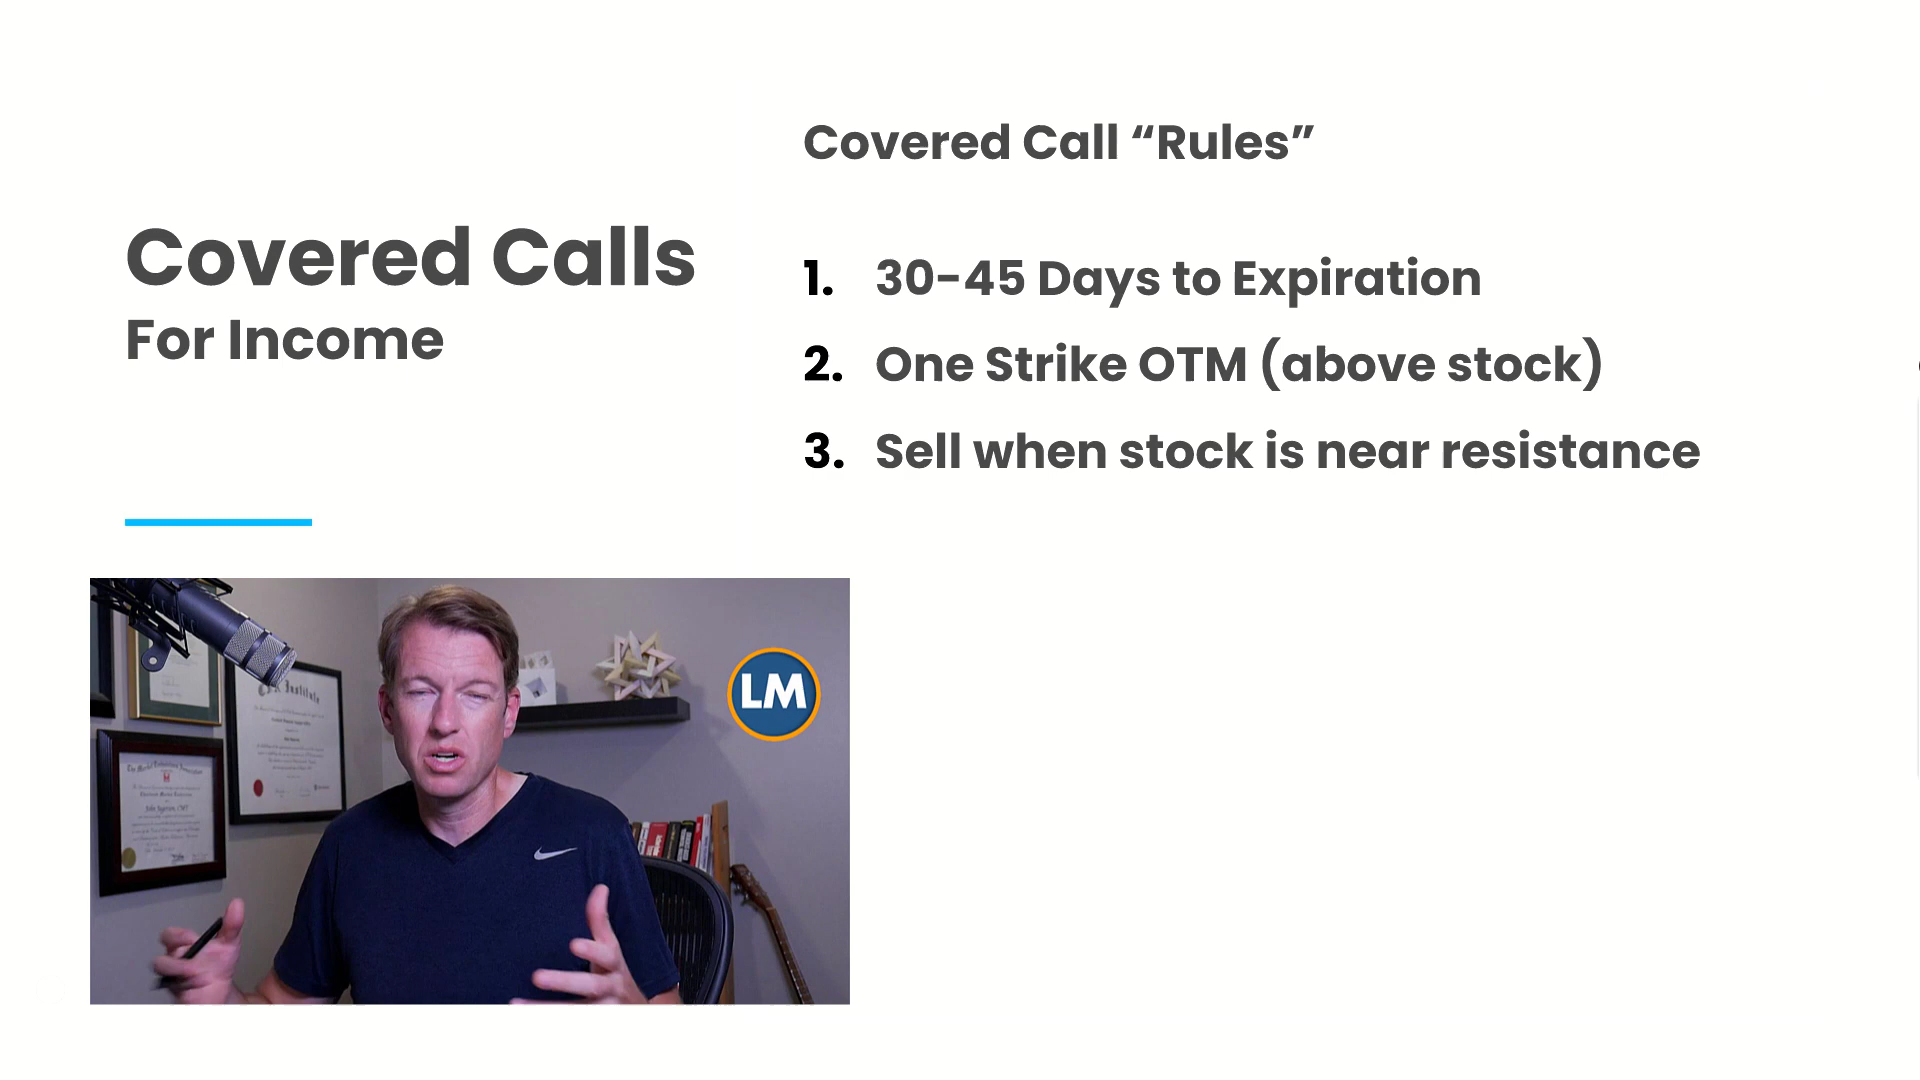 Covered Calls
For Income
Covered Call “Rules”
1. 30-45 Days to Expiration
2. One Strike OTM (above stock)
3. Sell when stock is near resistance
LM
Institute